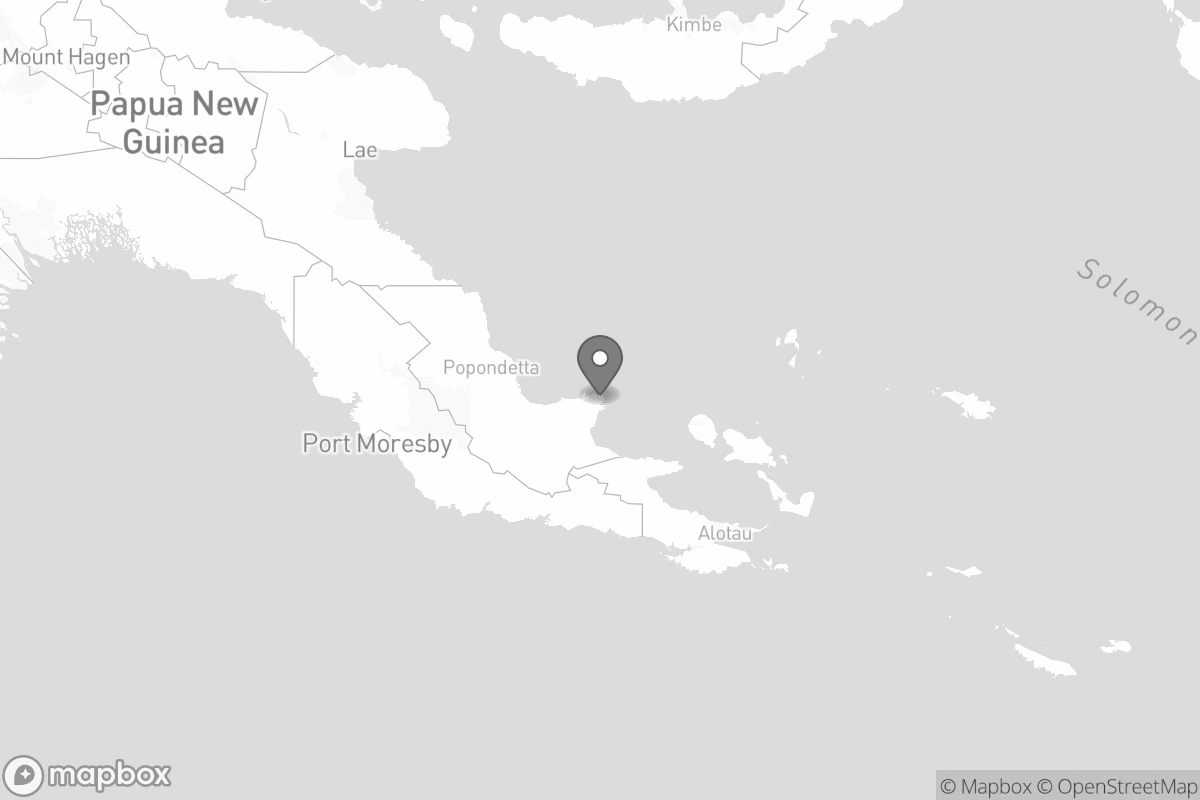 Kimbe
Mount Hagen
Papua New
Guinea
Lae
Solomon
Popondetta
Port Moresby
Alotau
mapbox
© Mapbox © OpenStreetMap